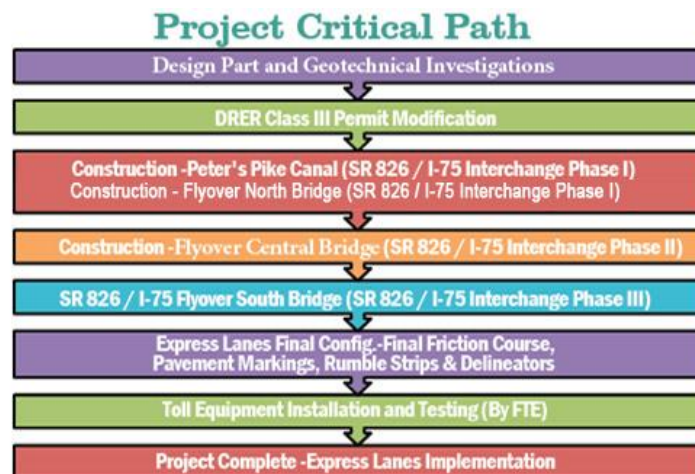 Project Critical Path
Design Part and Geotechnical Investigations
DRER Class III Permit Modification
Construction -Peter's Pike Canal (SR 826 / I-75 Interchange Phase I)
Construction - Flyover North Bridge (SR 826 / I-75 Interchange Phase I)
Construction -Flyover Central Bridge (SR 826 / I-75 Interchange Phase II)
SR 826 / I-75 Flyover South Bridge (SR 826 / I-75 Interchange Phase III)
Express Lanes Final Config.-Final Friction Course,
Pavement Markings, Rumble Strips & Delineators
Toll Equipment Installation and Testing (By FTE)
Project Complete -Express Lanes Implementation